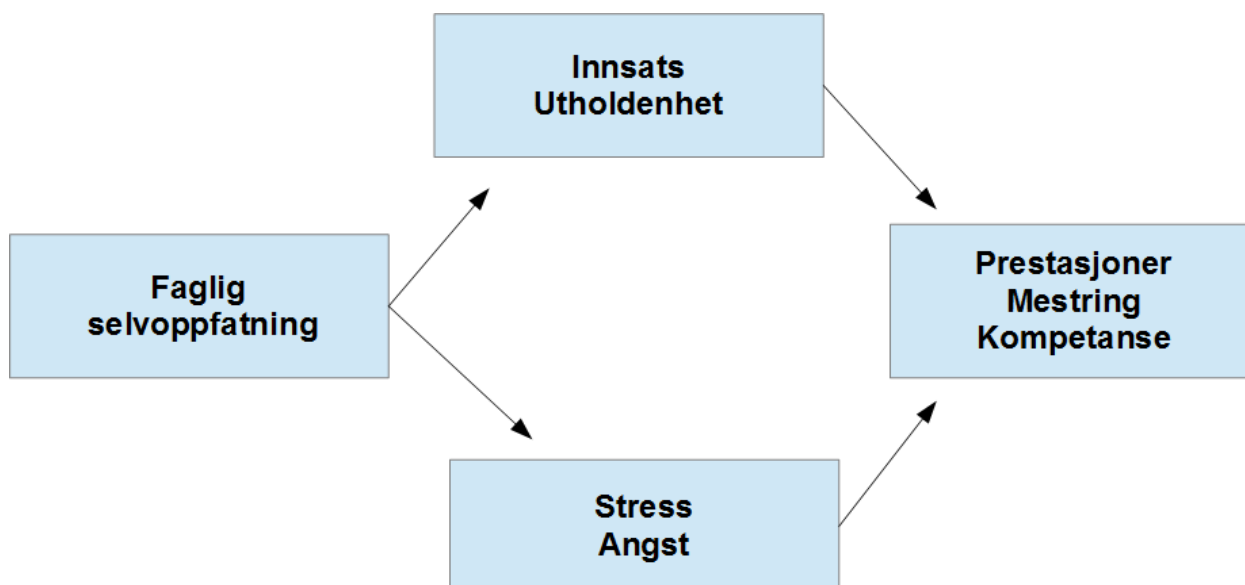 Innsats
Utholdenhet
Faglig
selvoppfatning
Prestasjoner
Mestring
Kompetanse
Stress
Angst